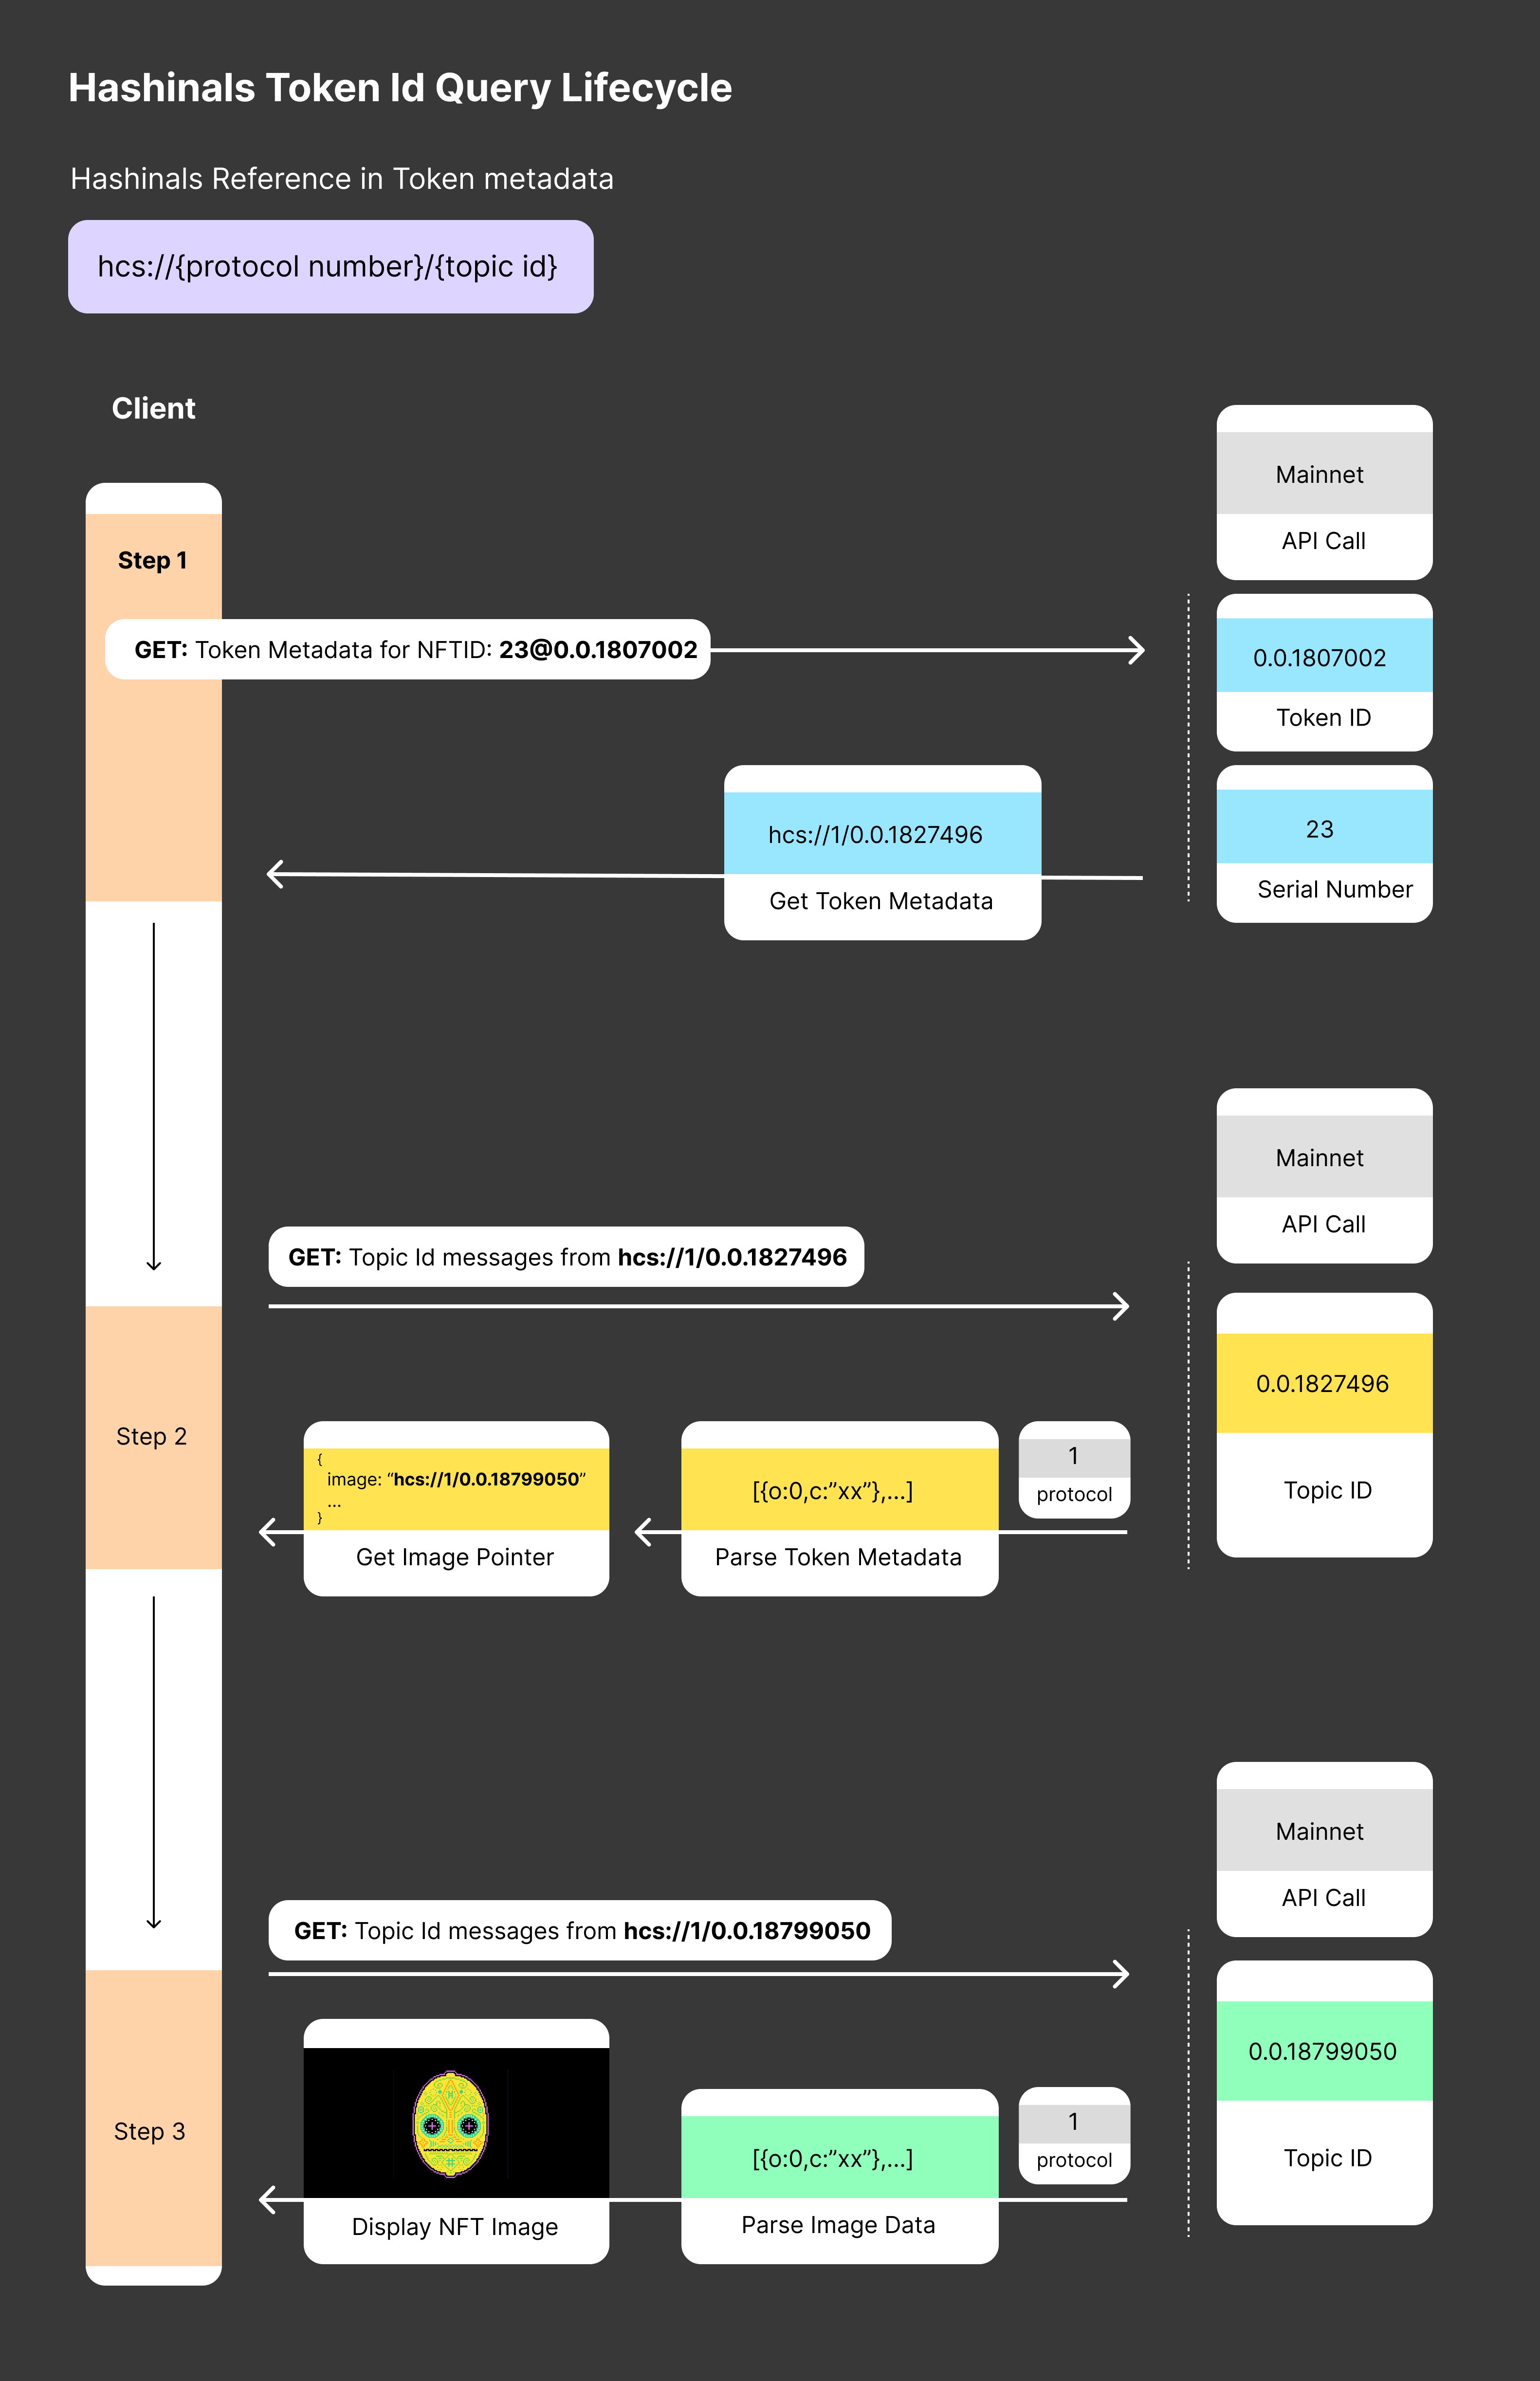 Hashinals Token Id Query Lifecycle
Hashinals Reference in Token metadata
hcs://{protocol number}/{topic id}
Client
Mainnet
API Call
Step 1
GET: Token Metadata for NFTID: 23@0.0.1807002
0.0.1807002
Token ID
hcs://1/0.0.1827496
Get Token Metadata
23
Serial Number
Mainnet
API Call
GET: Topic Id messages from hcs://1/0.0.1827496
0.0.1827496
Topic ID
Step 2
{
image: “hcs://1/0.0.18799050”
...
}
Get Image Pointer
[{o:0,c:”xx”},...]
Parse Token Metadata
1
protocol
Mainnet
API Call
GET: Topic Id messages from hcs://1/0.0.18799050
0.0.18799050
Topic ID
Step 3
Display NFT Image
[{o:0,c:”xx”},...]
Parse Image Data
1
protocol